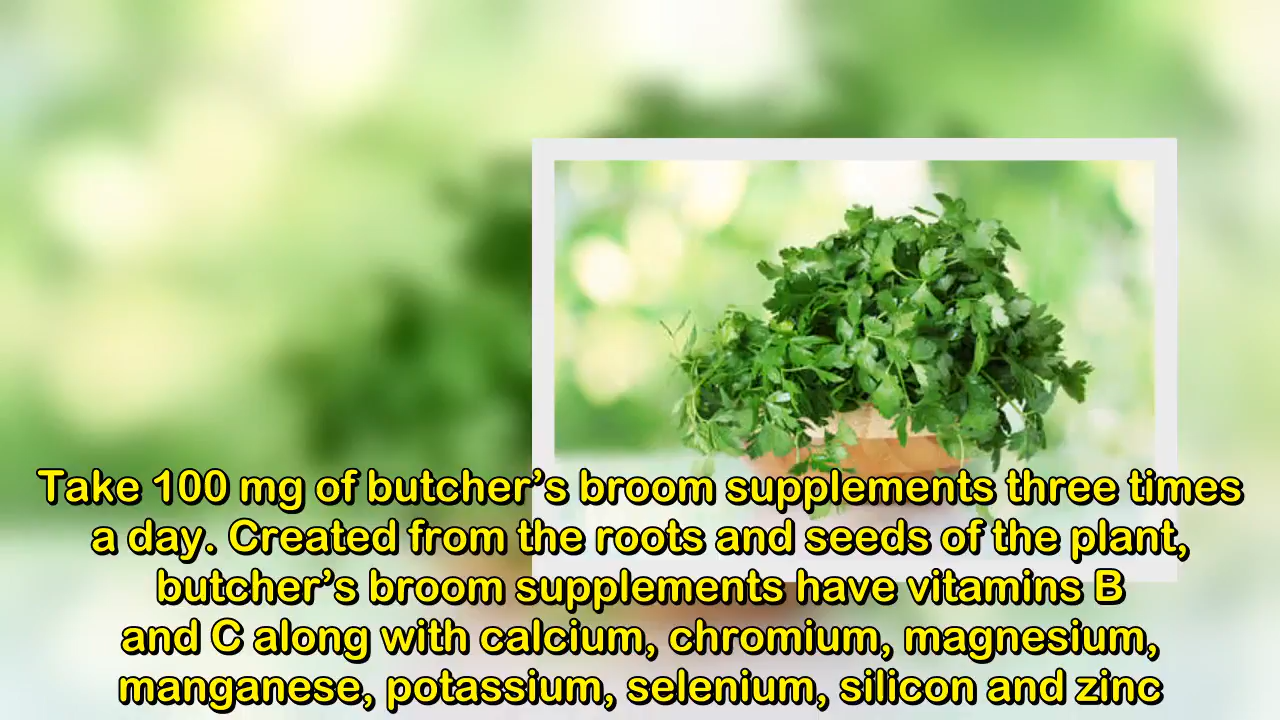 Take 100 mg of butcher’s broom supplements three times
a day. Created from the roots and seeds of the plant,
butcher’s broom supplements have vitamins B
and C along with calcium, chromium, magnesium,
manganese, potassium, selenium, silicon and zinc